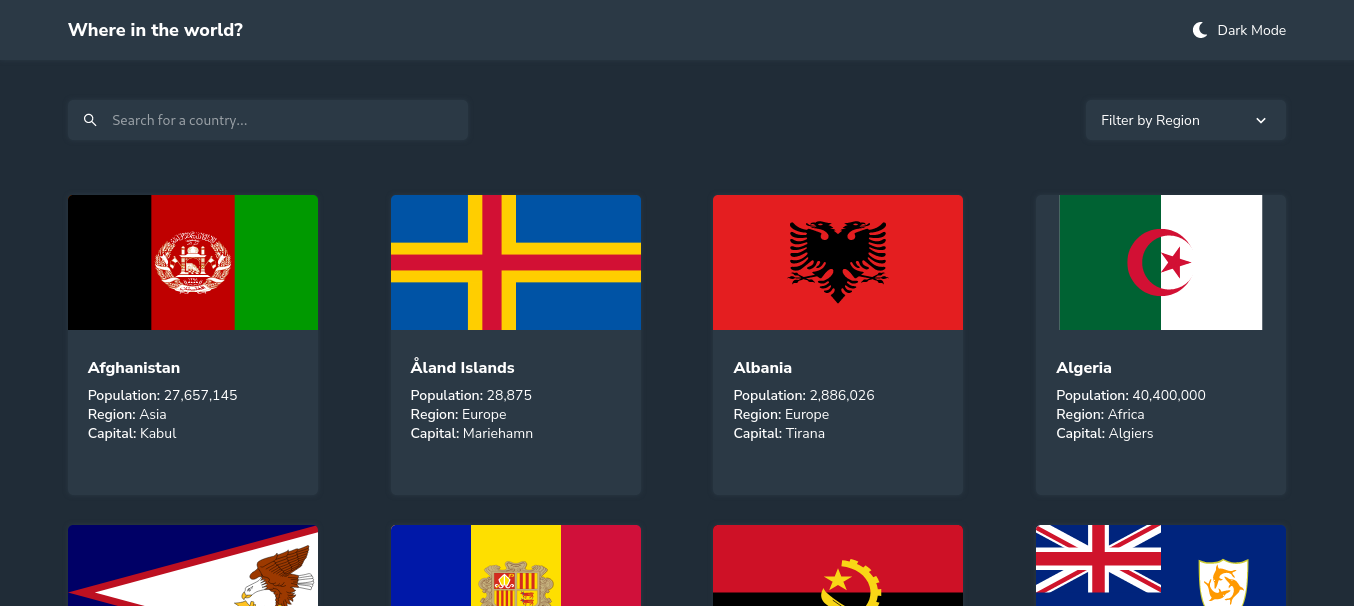 Where in the world?
Dark Mode
Search for a country...
Filter by Region
Afghanistan
Population: 27,657,145
Region: Asia
Capital: Kabul
Åland Islands
Population: 28,875
Region: Europe
Capital: Mariehamn
Albania
Population: 2,886,026
Region: Europe
Capital: Tirana
Algeria
Population: 40,400,000
Region: Africa
Capital: Algiers